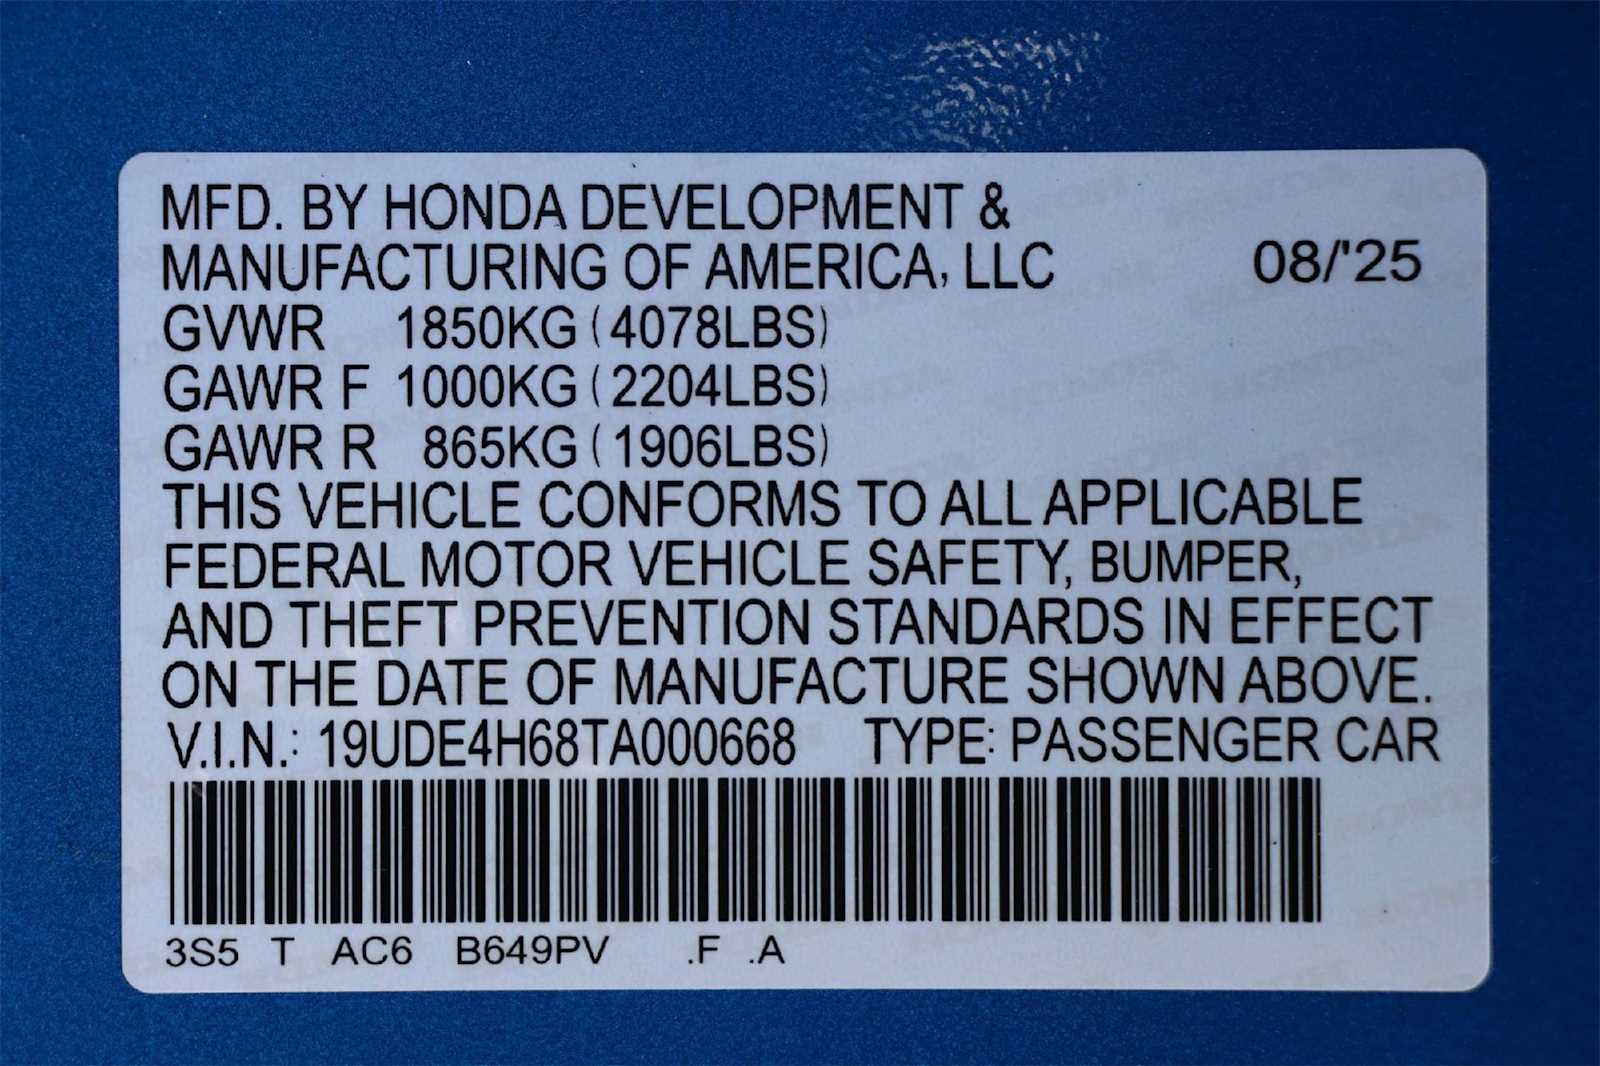 MFD. BY HONDA DEVELOPMENT &
MANUFACTURING OF AMERICA, LLC 08/'25
GVWR 1850KG (4078LBS)
GAWR F 1000KG (2204LBS)
GAWR R 865KG (1906LBS)
THIS VEHICLE CONFORMS TO ALL APPLICABLE
FEDERAL MOTOR VEHICLE SAFETY, BUMPER,
AND THEFT PREVENTION STANDARDS IN EFFECT
ON THE DATE OF MANUFACTURE SHOWN ABOVE.
V.I.N.: 19UDE4H68TA000668 TYPE: PASSENGER CAR
3S5 T AC6 B649PV .F .A